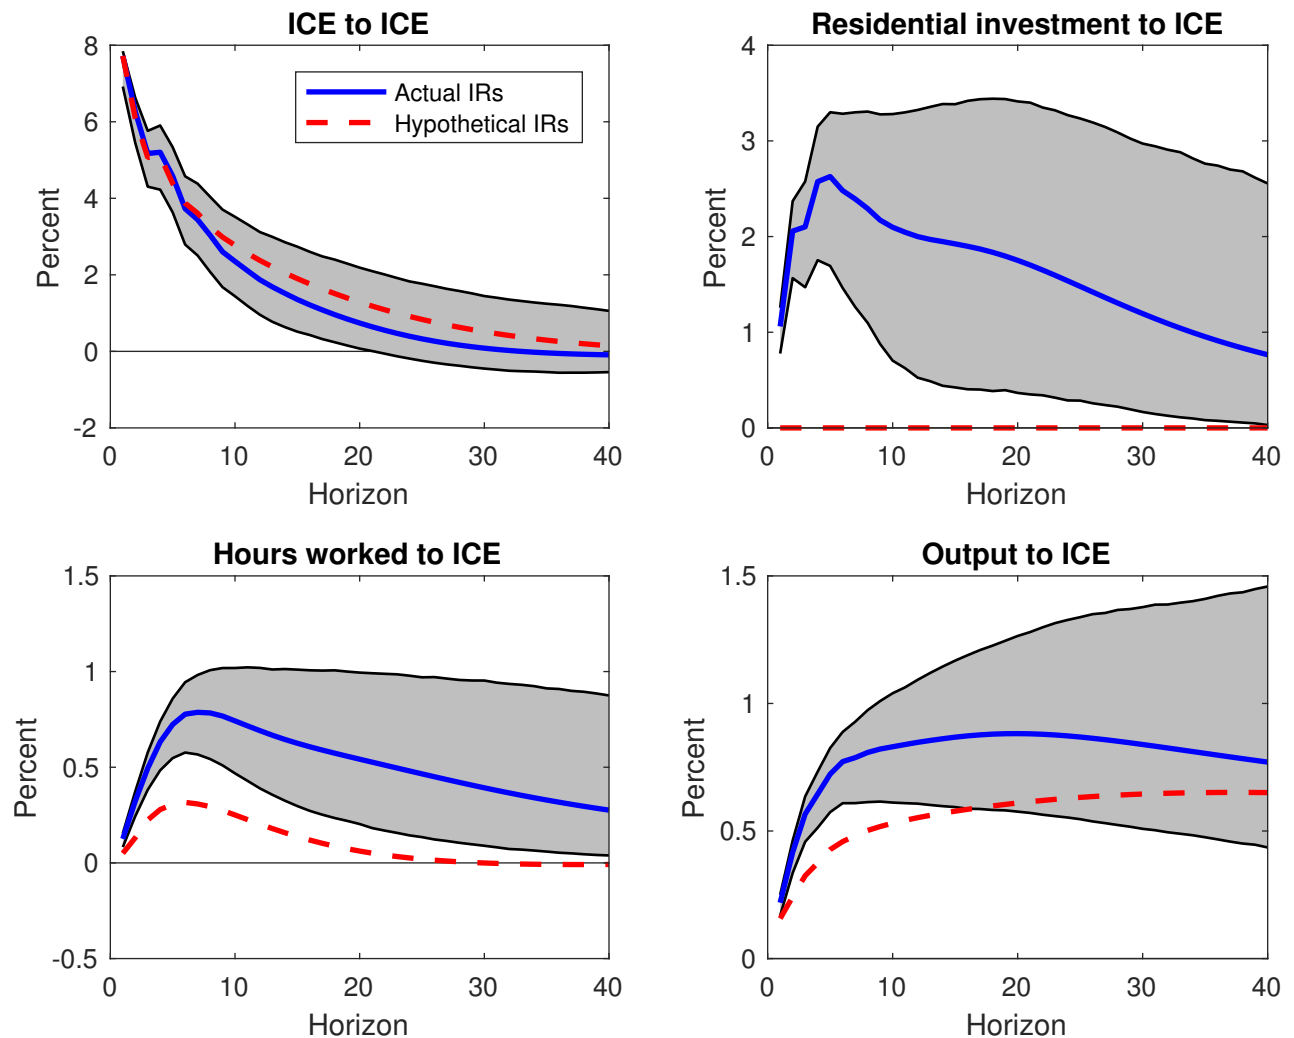 ICE to ICE
8
6
4
2
0
-2
Percent
Actual IRs
Hypothetical IRs
0 10 20 30 40
Horizon
Residential investment to ICE
4
3
2
1
0
Percent
0 10 20 30 40
Horizon
Hours worked to ICE
1.5
1
0.5
0
-0.5
Percent
0 10 20 30 40
Horizon
Output to ICE
1.5
1
0.5
0
Percent
0 10 20 30 40
Horizon